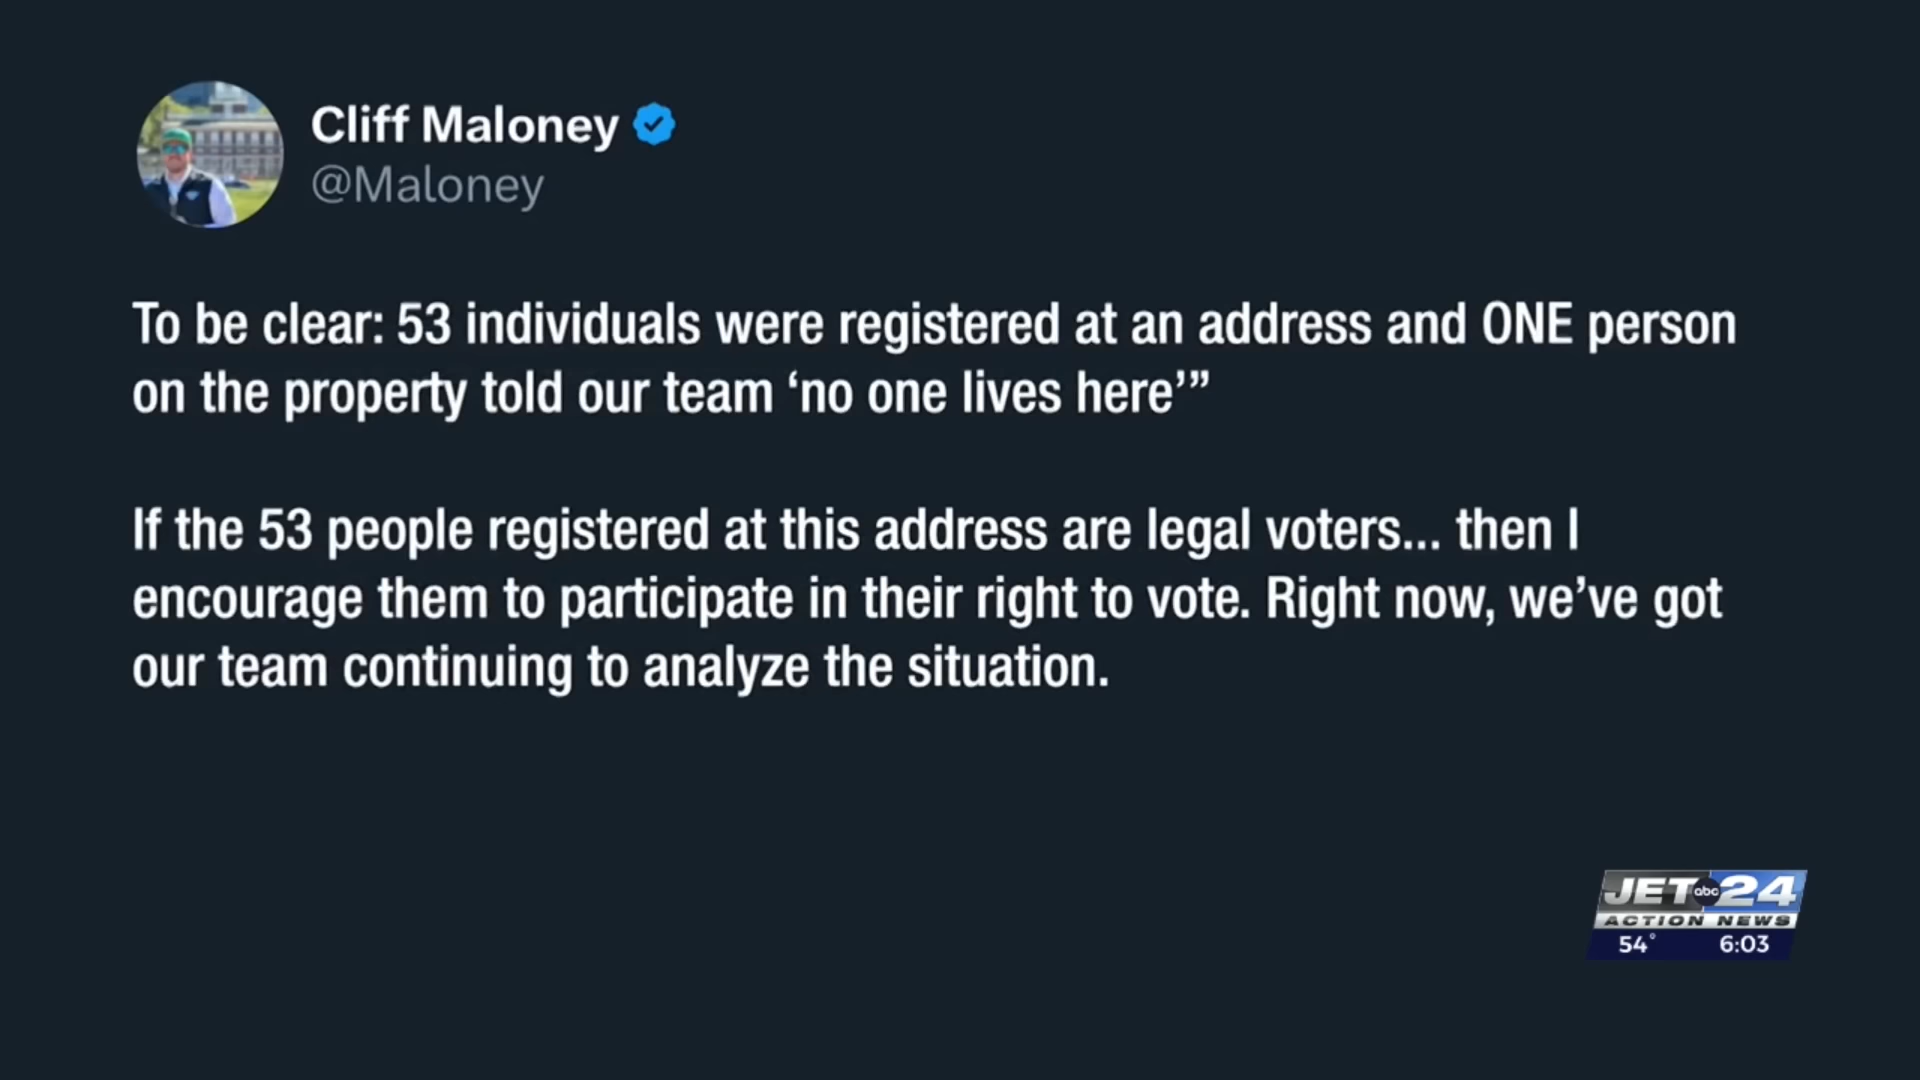 Cliff Maloney
@Maloney
To be clear: 53 individuals were registered at an address and ONE person
on the property told our team ‘no one lives here’”
If the 53 people registered at this address are legal voters... then I
encourage them to participate in their right to vote. Right now, we’ve got
our team continuing to analyze the situation.
JET abc 24
ACTION NEWS
54° 6:03